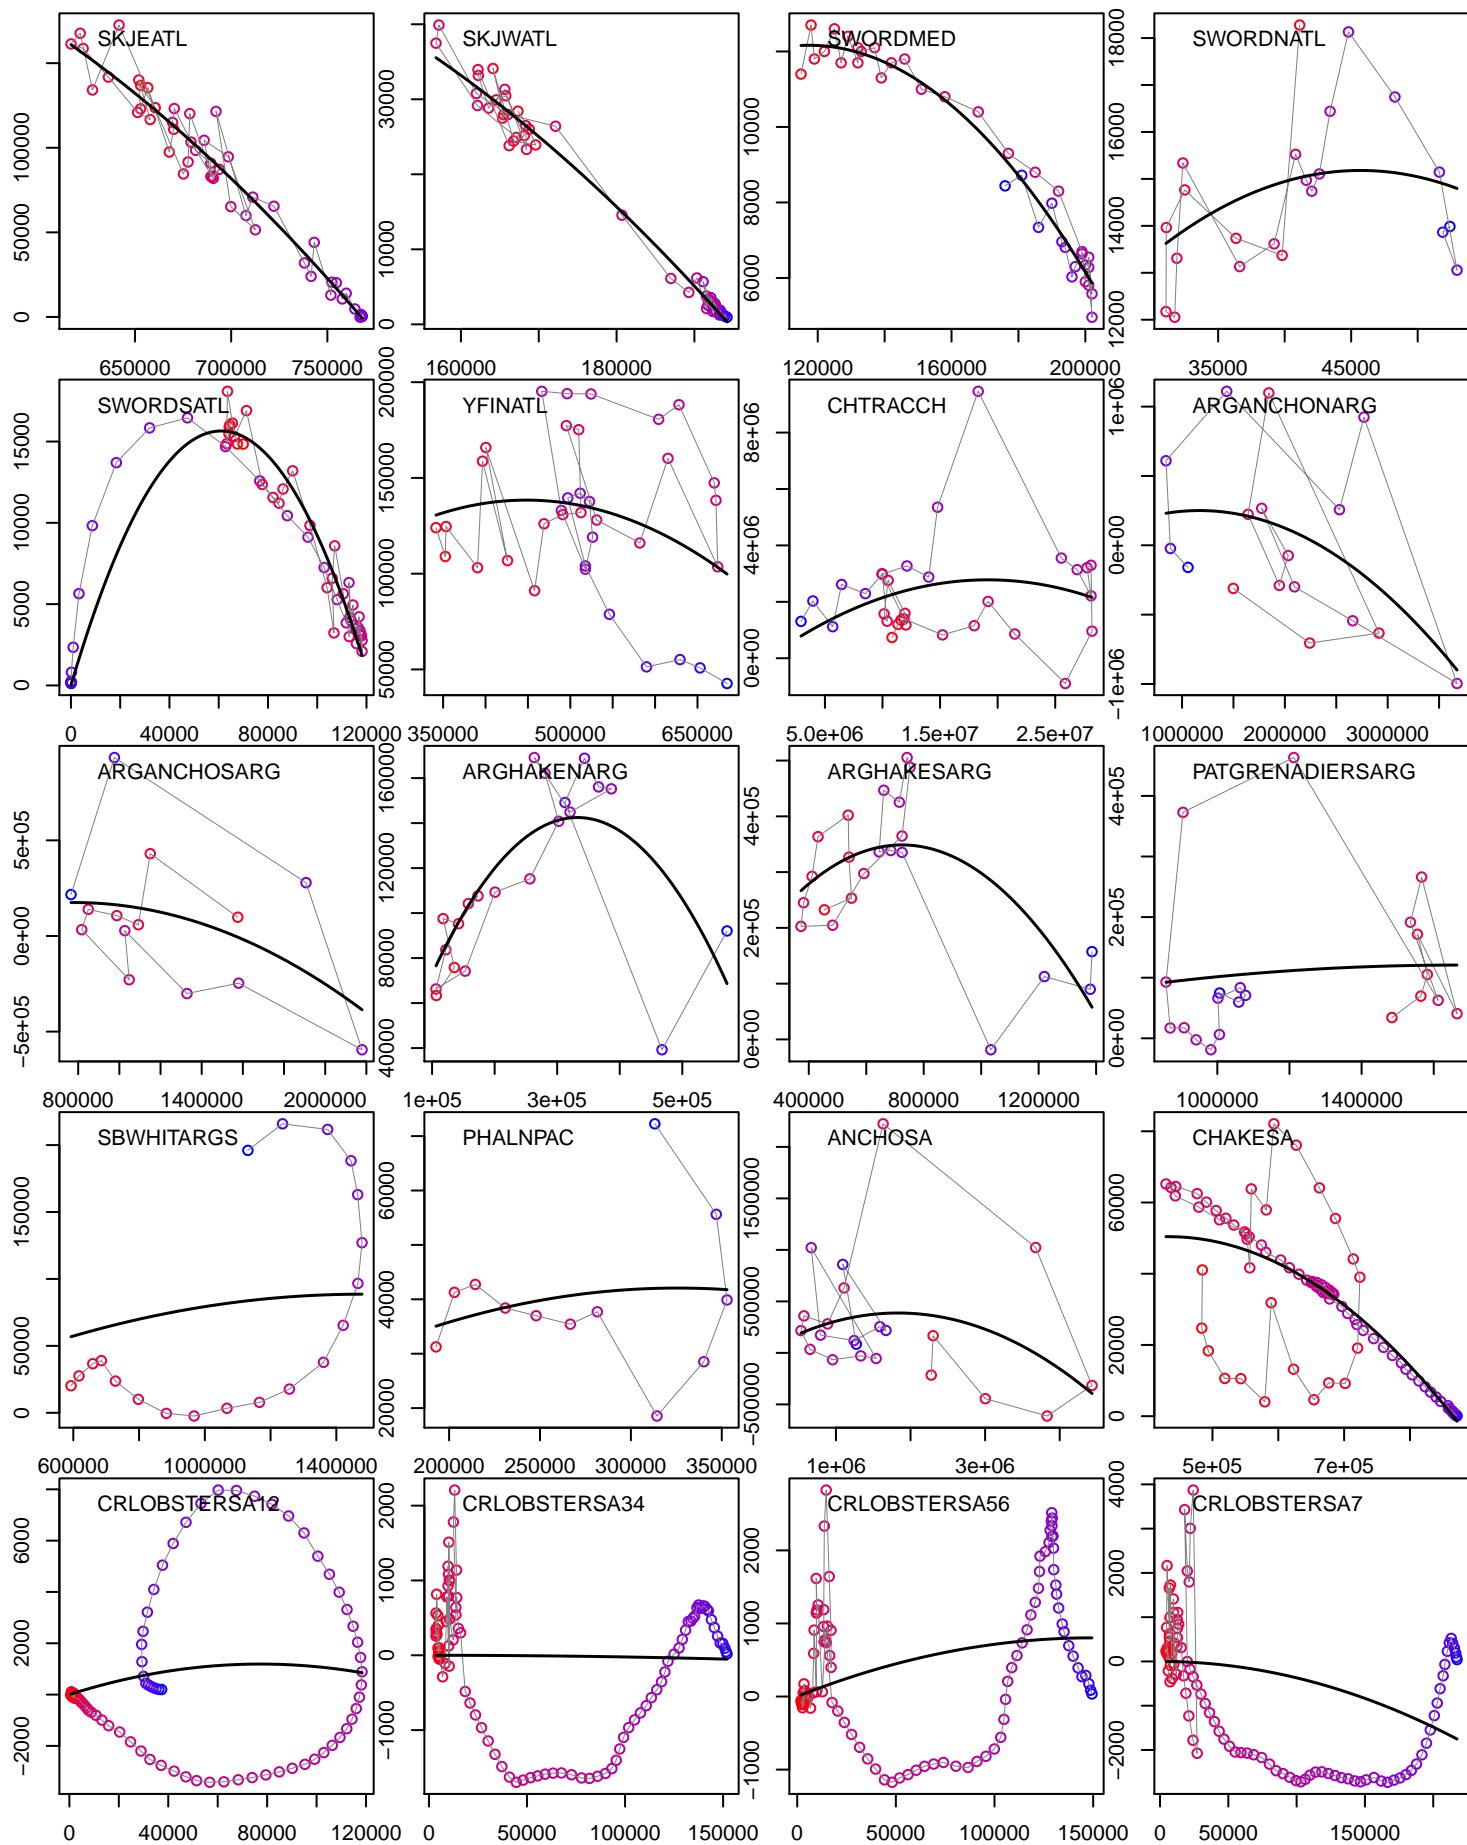 SKJEATL SKJWATL SWORDMED SWORDNATL
0 50000 100000
0 10000 30000
6000 8000 10000
12000 14000 16000 18000
650000 700000 750000
160000 180000
120000 160000 200000
35000 45000
SWORDSATL YFINATL CHTRACCH ARGANCHONARG
0 5000 10000 15000
50000 100000 150000 200000
0e+00 4e+06 8e+06
−1e+06 0e+00 1e+06
0 40000 80000 120000
350000 500000 650000
5.0e+06 1.5e+07 2.5e+07
1000000 2000000 3000000
ARGANCHOSARG ARGHAKENARG ARGHAKESARG PATGRENADIERSARG
−5e+05 0e+00 5e+05
40000 80000 120000 160000
0e+00 2e+05 4e+05
0e+00 2e+05 4e+05
800000 1400000 2000000
1e+05 3e+05 5e+05
400000 800000 1200000
1000000 1400000
SBWHITARGS PHALNPAC ANCHOSA CHAKESA
0 50000 150000
20000 40000 60000
−500000 500000 1500000
0 20000 60000
600000 1000000 1400000
200000 250000 300000 350000
1e+06 3e+06
5e+05 7e+05
CRLOBSTERSA12 CRLOBSTERSA34 CRLOBSTERSA56 CRLOBSTERSA7
−2000 2000 6000
−1000 0 1000 2000
−1000 0 1000 2000
−2000 0 2000 4000
0 40000 80000 120000
0 50000 100000 150000
0 50000 100000 150000
0 50000 150000